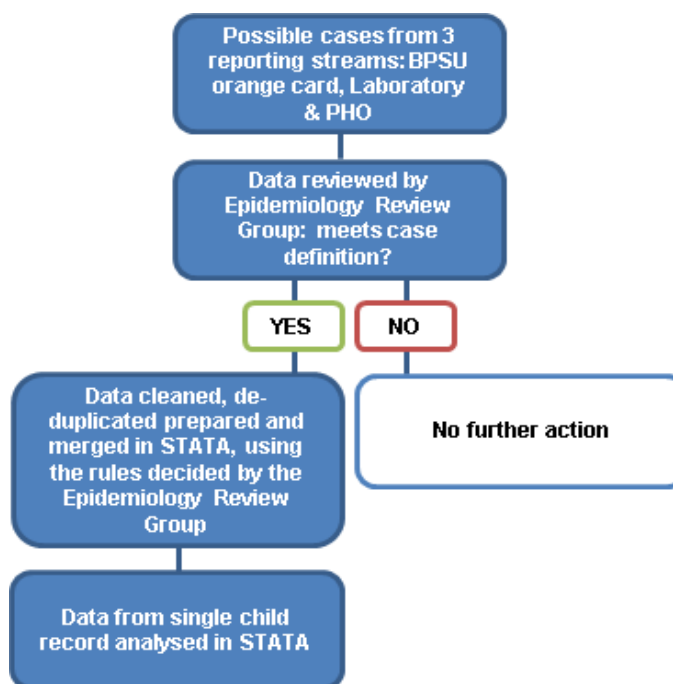 Possible cases from 3
reporting streams: BPSU
orange card, Laboratory
& PHO
Data reviewed by
Epidemiology Review
Group: meets case
definition?
YES
NO
Data cleaned, de-
duplicated prepared and
merged in STATA, using
the rules decided by the
Epidemiology Review
Group
No further action
Data from single child
record analysed in STATA